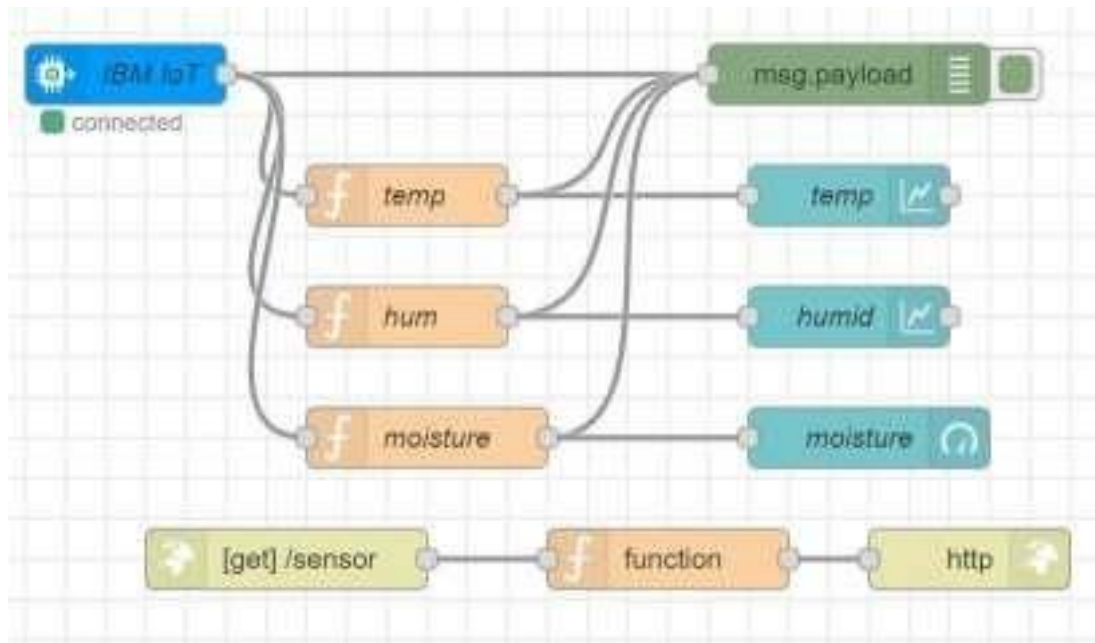 IBM IoT
msg.payload
connected
temp
temp
hum
humid
moisture
moisture
[get] /sensor
function
http